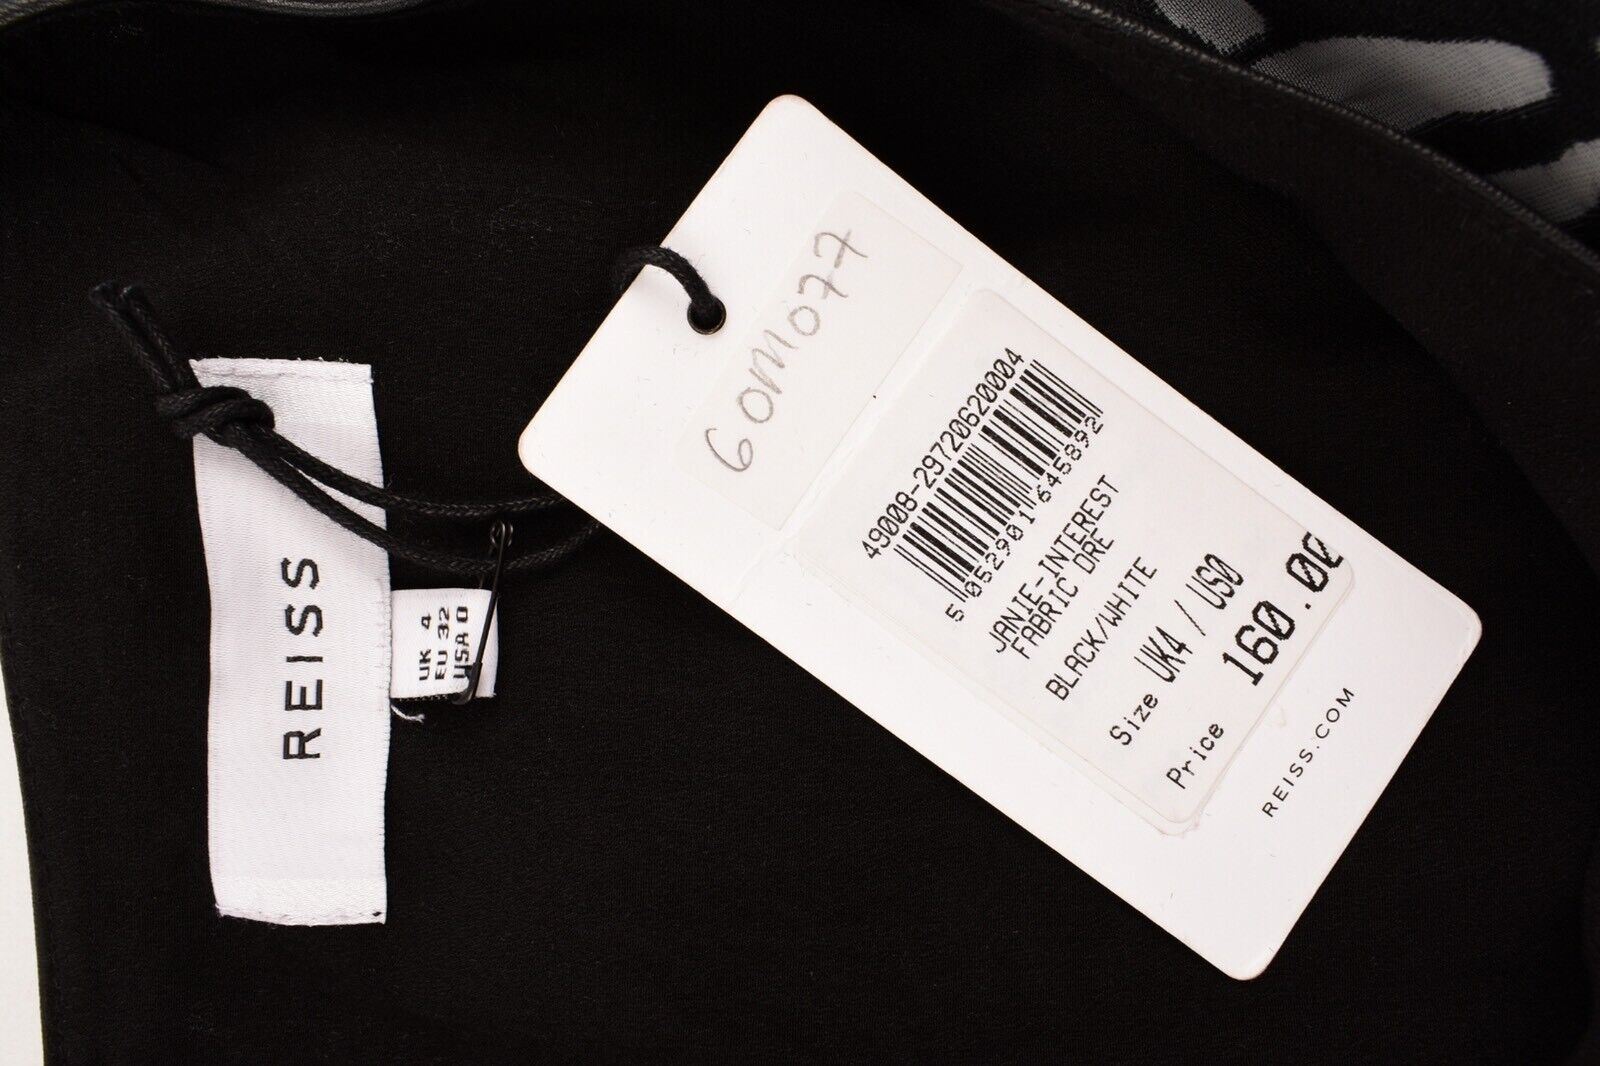 REISS
UK 4
EU 32
USA 0
60M077
49008-29720620004
5 052901 645892
JANIE-INTEREST
FABRIC DRE
BLACK/WHITE
Size UK4 / US0
Price 160.00
REISS.COM